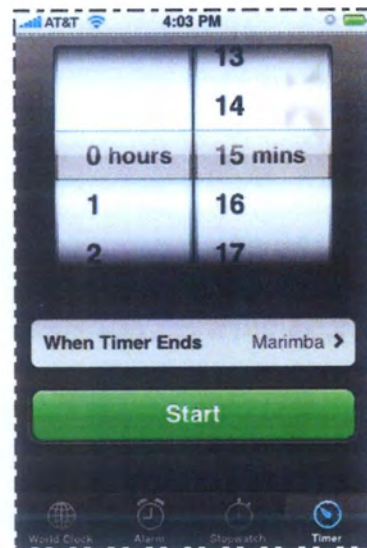 AT&T 4:03 PM
13
14
0 hours 15 mins
1 16
2 17
When Timer Ends Marimba
Start
World Clock Alarm Stopwatch Timer